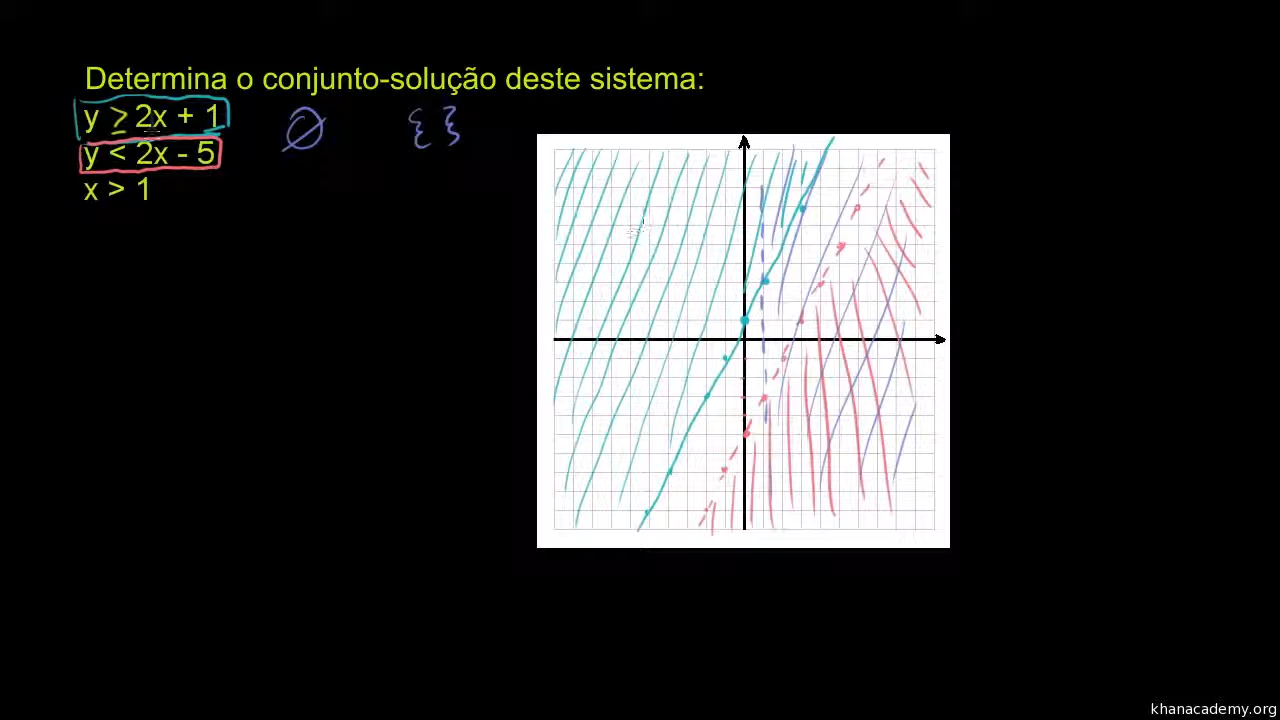 Determina o conjunto-solução deste sistema:
y ≥ 2x + 1
∅ { }
y < 2x - 5
x > 1
khanacademy.org